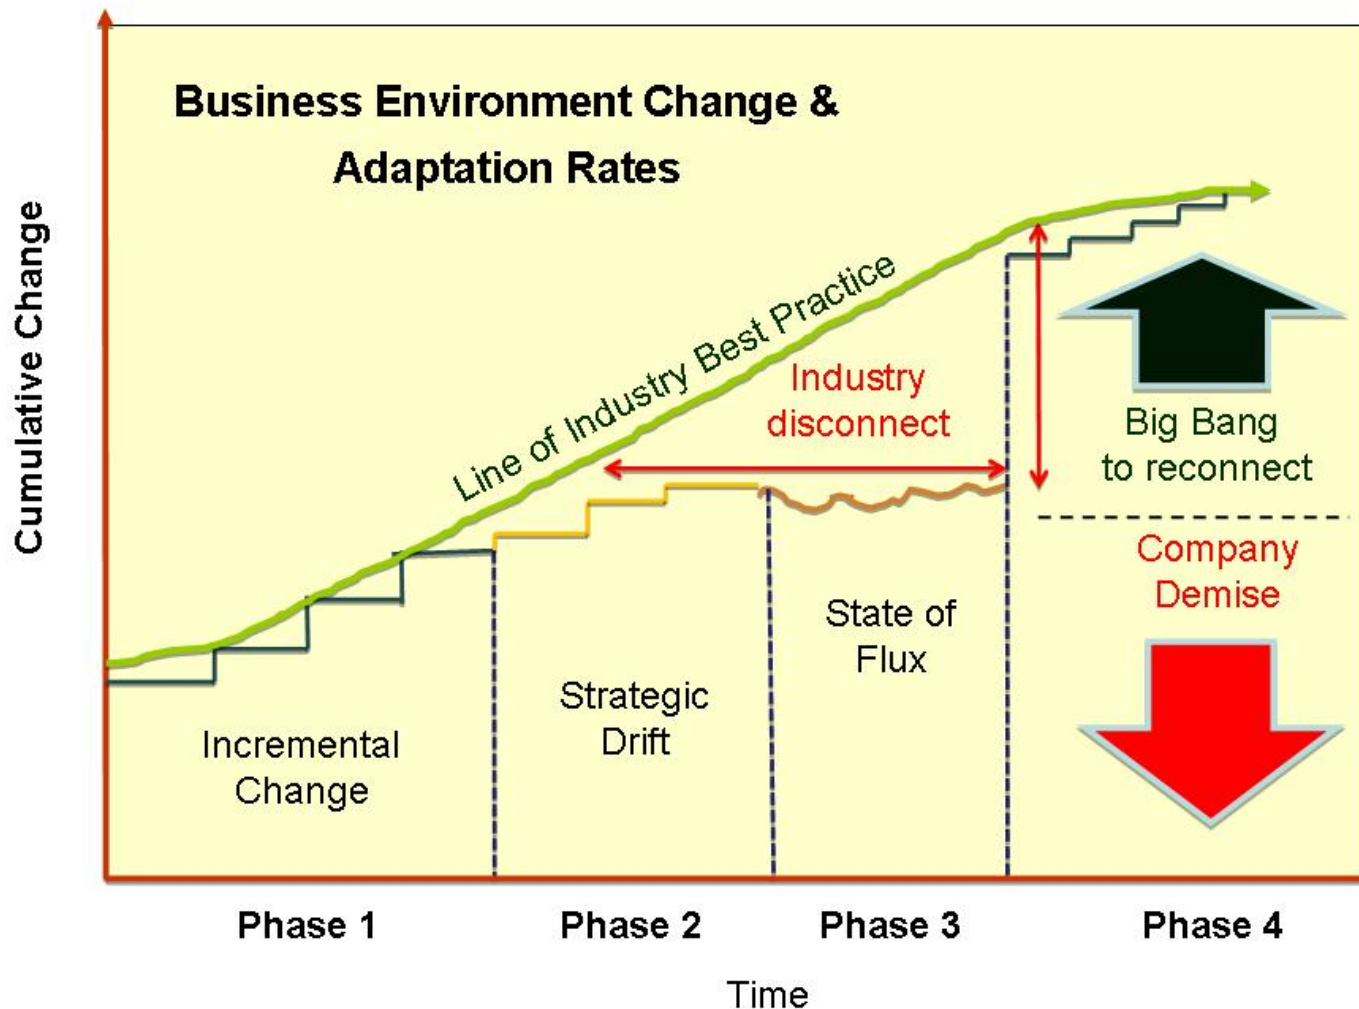 Business Environment Change &
Adaptation Rates
Cumulative Change
Line of Industry Best Practice
Industry
disconnect
Big Bang
to reconnect
Company
Demise
State of
Flux
Strategic
Drift
Incremental
Change
Phase 1
Phase 2
Phase 3
Phase 4
Time